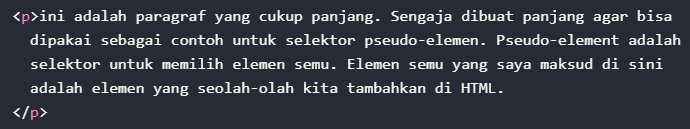 <p>ini adalah paragraf yang cukup panjang. Sengaja dibuat panjang agar bisa
dipakai sebagai contoh untuk selektor pseudo-elemen. Pseudo-element adalah
selektor untuk memilih elemen semu. Elemen semu yang saya maksud di sini
adalah elemen yang seolah-olah kita tambahkan di HTML.
</p>